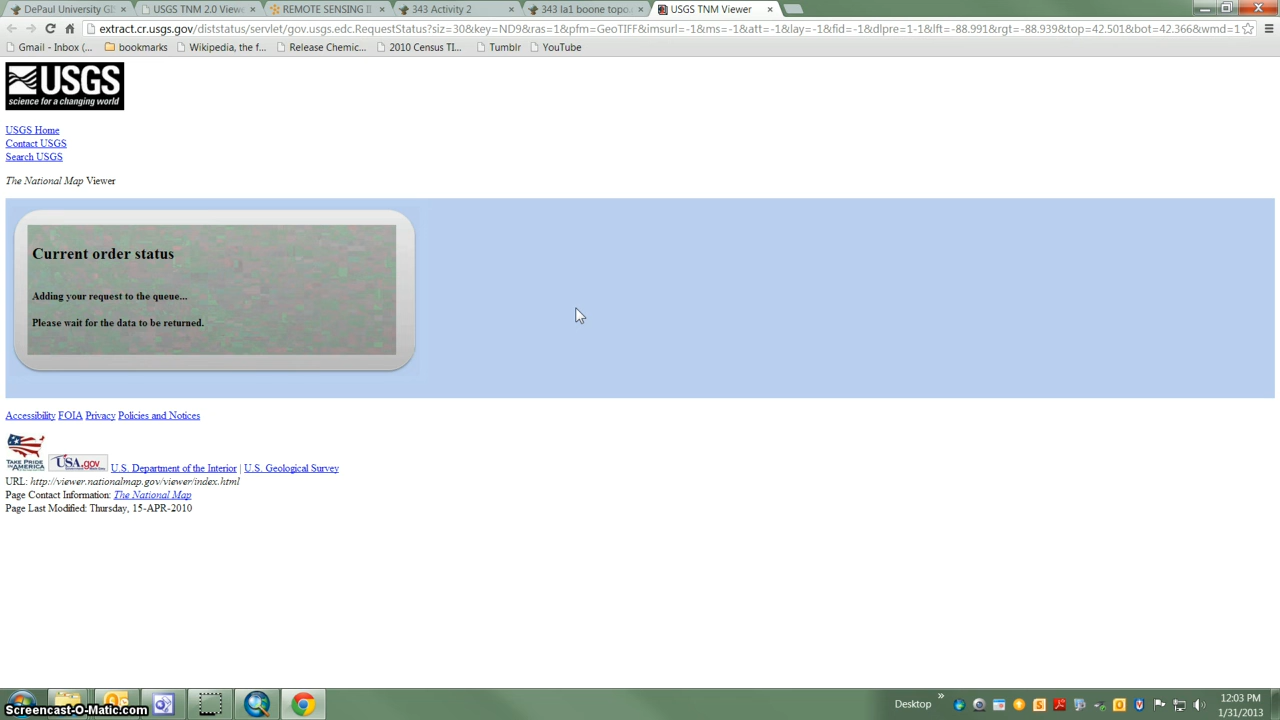 DePaul University GI
USGS TNM 2.0 Viewe
REMOTE SENSING II
343 Activity 2
343 la1 boone topo.
USGS TNM Viewer
extract.cr.usgs.gov/diststatus/servlet/gov.usgs.edc.RequestStatus?siz=30&key=ND9&ras=1&pfm=GeoTIFF&imsurl=-1&ms=-1&att=-1&lay=-1&fid=-1&dlpre=1-1&lft=-88.991&rgt=-88.939&top=42.501&bot=42.366&wmd=1
Gmail - Inbox (... bookmarks Wikipedia, the f... Release Chemic... 2010 Census TI... Tumblr YouTube
USGS
science for a changing world
USGS Home
Contact USGS
Search USGS
The National Map Viewer
Current order status
Adding your request to the queue...
Please wait for the data to be returned.
Accessibility FOIA Privacy Policies and Notices
TAKE PRIDE
IN AMERICA
USA.gov
U.S. Department of the Interior | U.S. Geological Survey
URL: http://viewer.nationalmap.gov/viewer/index.html
Page Contact Information: The National Map
Page Last Modified: Thursday, 15-APR-2010
Screencast-O-Matic.com
Desktop
12:03 PM
1/31/2013